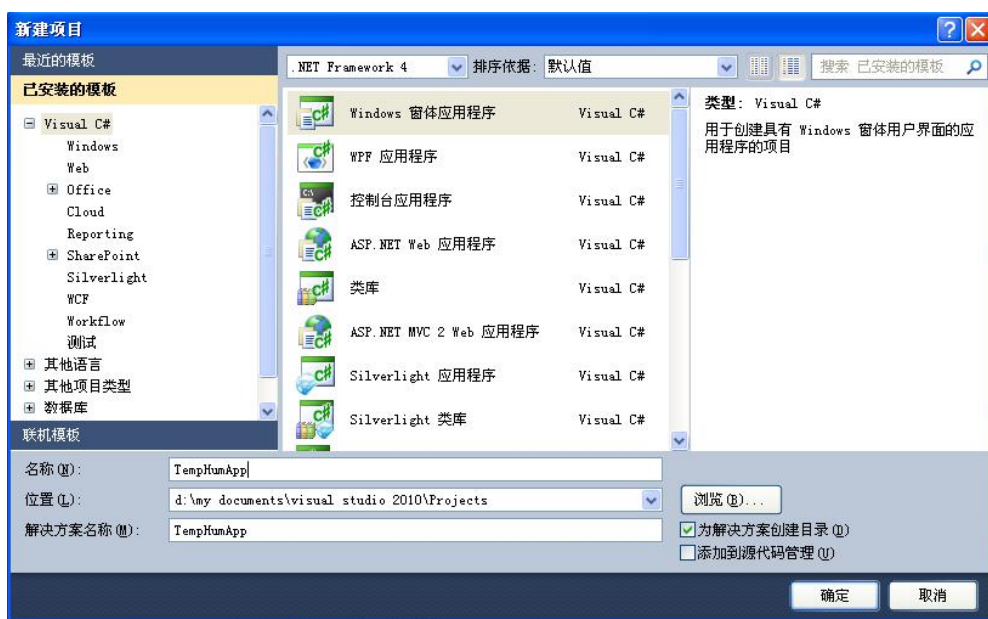 新建项目
最近的模板
已安装的模板
Visual C#
Windows
Web
Office
Cloud
Reporting
SharePoint
Silverlight
WCF
Workflow
测试
其他语言
其他项目类型
数据库
联机模板
.NET Framework 4 排序依据: 默认值 搜索 已安装的模板
Windows 窗体应用程序 Visual C#
WPF 应用程序 Visual C#
控制台应用程序 Visual C#
ASP.NET Web 应用程序 Visual C#
类库 Visual C#
ASP.NET MVC 2 Web 应用程序 Visual C#
Silverlight 应用程序 Visual C#
Silverlight 类库 Visual C#
类型: Visual C#
用于创建具有 Windows 窗体用户界面的应
用程序的项目
名称(N): TempHumApp
位置(L): d:\my documents\visual studio 2010\Projects 浏览(B)...
解决方案名称(M): TempHumApp
为解决方案创建目录(D)
添加到源代码管理(U)
确定 取消